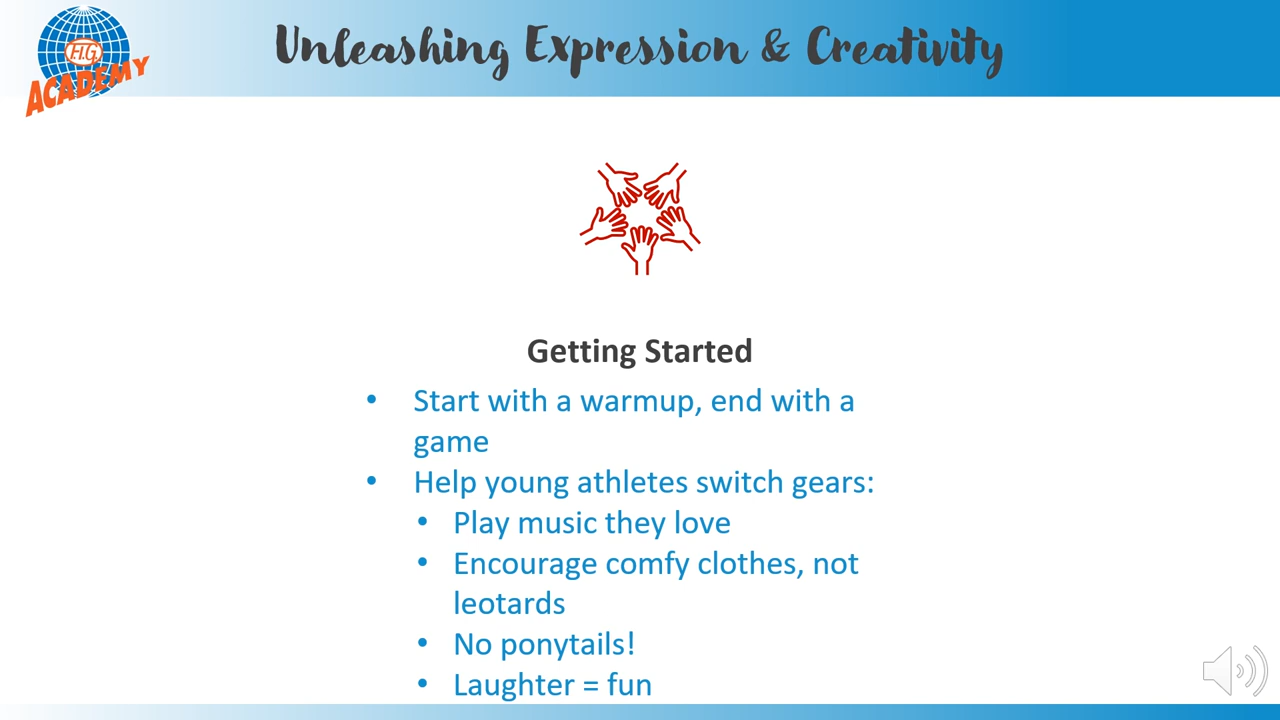 F.I.G.
ACADEMY
Unleashing Expression & Creativity
Getting Started
• Start with a warmup, end with a
game
• Help young athletes switch gears:
• Play music they love
• Encourage comfy clothes, not
leotards
• No ponytails!
• Laughter = fun